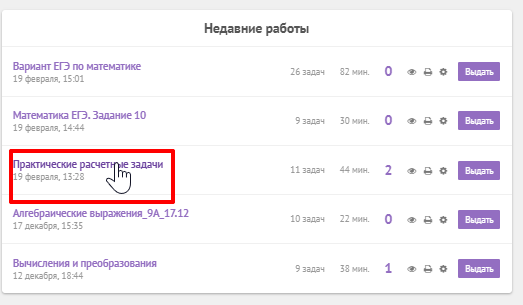 Недавние работы
Вариант ЕГЭ по математике 26 задач 82 мин. 0 Выдать
19 февраля, 15:01
Математика ЕГЭ. Задание 10 9 задач 30 мин. 0 Выдать
19 февраля, 14:44
Практические расчетные задачи 11 задач 44 мин. 2 Выдать
19 февраля, 13:28
Алгебраические выражения_9А_17.12 10 задач 22 мин. 0 Выдать
17 декабря, 15:35
Вычисления и преобразования 9 задач 38 мин. 1 Выдать
12 декабря, 18:44